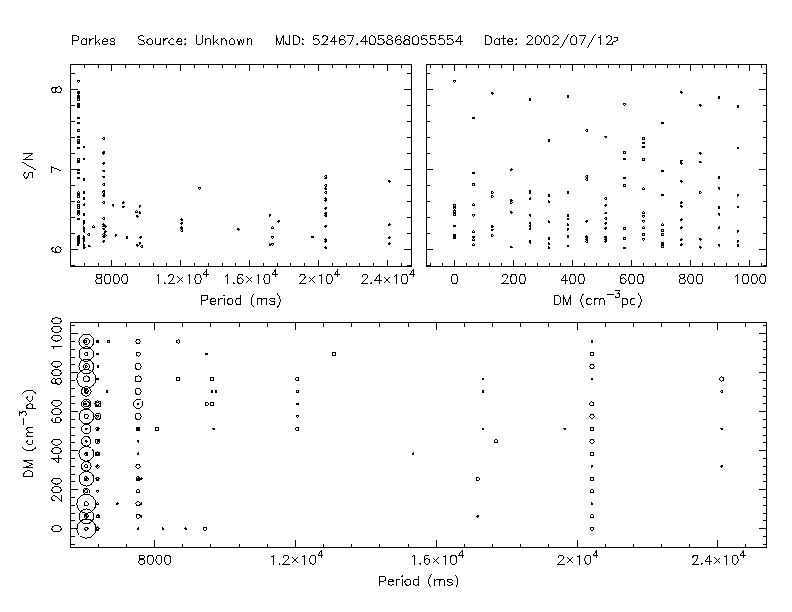 Parkes Source: Unknown MJD: 52467.405868055554 Date: 2002/07/12
S/N
8
7
6
8000 1.2×10⁴ 1.6×10⁴ 2×10⁴ 2.4×10⁴
Period (ms)
0 200 400 600 800 1000
DM (cm⁻³pc)
DM (cm⁻³pc)
1000
800
600
400
200
0
8000 1.2×10⁴ 1.6×10⁴ 2×10⁴ 2.4×10⁴
Period (ms)